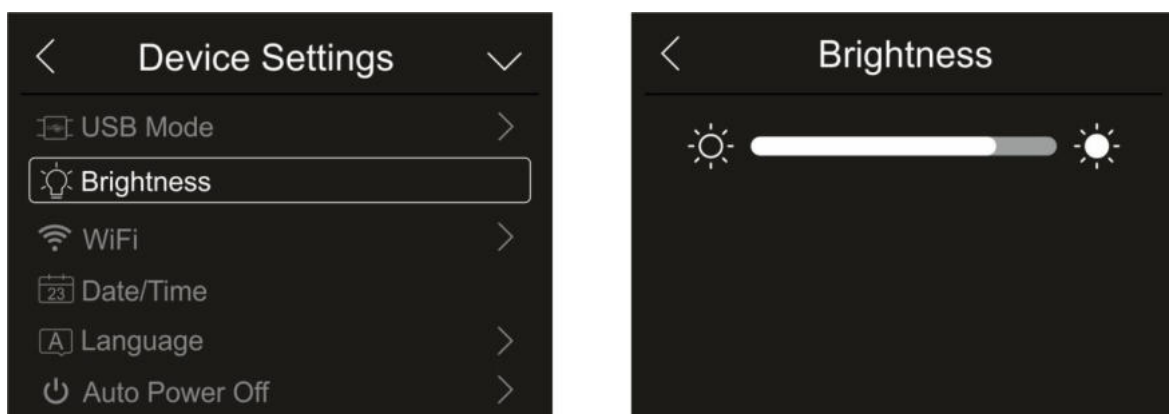 Device Settings
USB Mode
Brightness
WiFi
23 Date/Time
A Language
Auto Power Off
Brightness